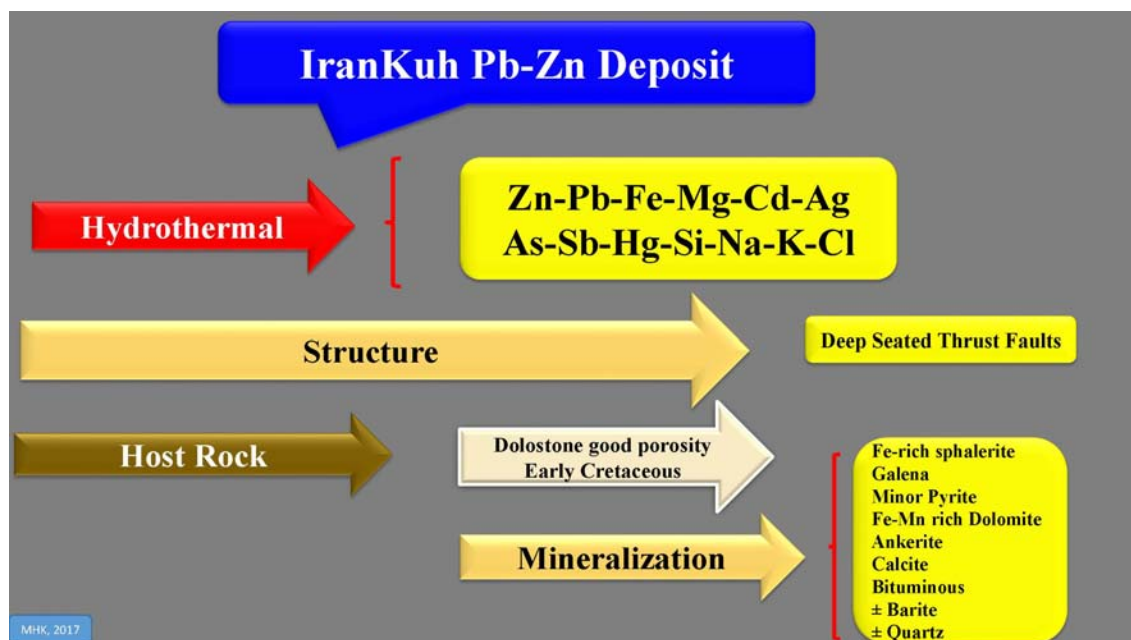 IranKuh Pb-Zn Deposit
Hydrothermal
Zn-Pb-Fe-Mg-Cd-Ag
As-Sb-Hg-Si-Na-K-Cl
Structure
Deep Seated Thrust Faults
Host Rock
Dolostone good porosity
Early Cretaceous
Mineralization
Fe-rich sphalerite
Galena
Minor Pyrite
Fe-Mn rich Dolomite
Ankerite
Calcite
Bituminous
± Barite
± Quartz
MHK, 2017